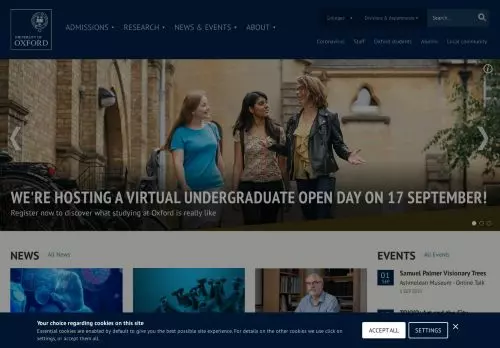 UNIVERSITY OF
OXFORD
ADMISSIONS
RESEARCH
NEWS & EVENTS
ABOUT
Colleges
Divisions & departments
Search...
Coronavirus
Staff
Oxford students
Alumni
Local community
WE'RE HOSTING A VIRTUAL UNDERGRADUATE OPEN DAY ON 17 SEPTEMBER!
Register now to discover what studying at Oxford is really like
NEWS
All News
EVENTS
All Events
01
SEP
Samuel Palmer Visionary Trees
Ashmolean Museum - Online Talk
1 SEP 2021
Your choice regarding cookies on this site
Essential cookies are enabled by default to give you the best possible site experience. For details on the other cookies we use click on
settings, or accept them all.
ACCEPT ALL
SETTINGS